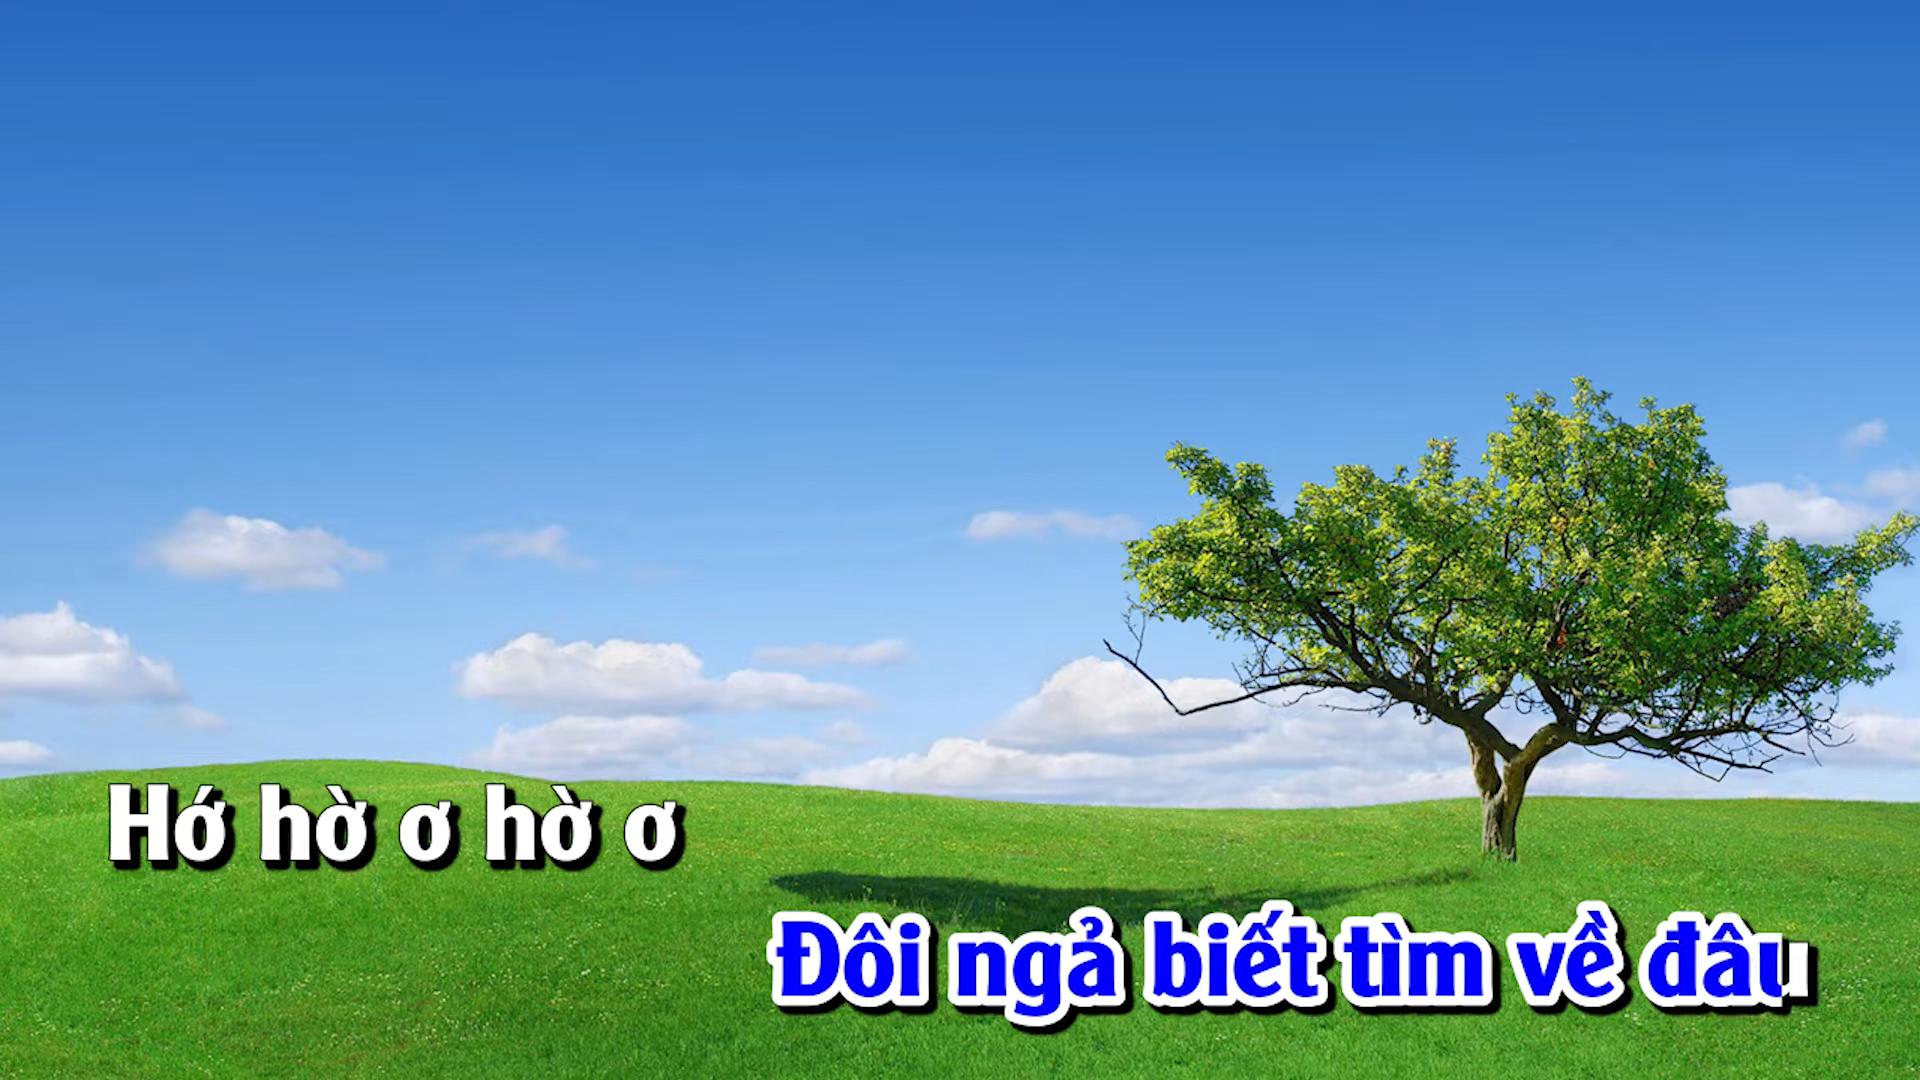 Hớ hờ ơ hờ ơ
Đôi ngả biết tìm về đâu